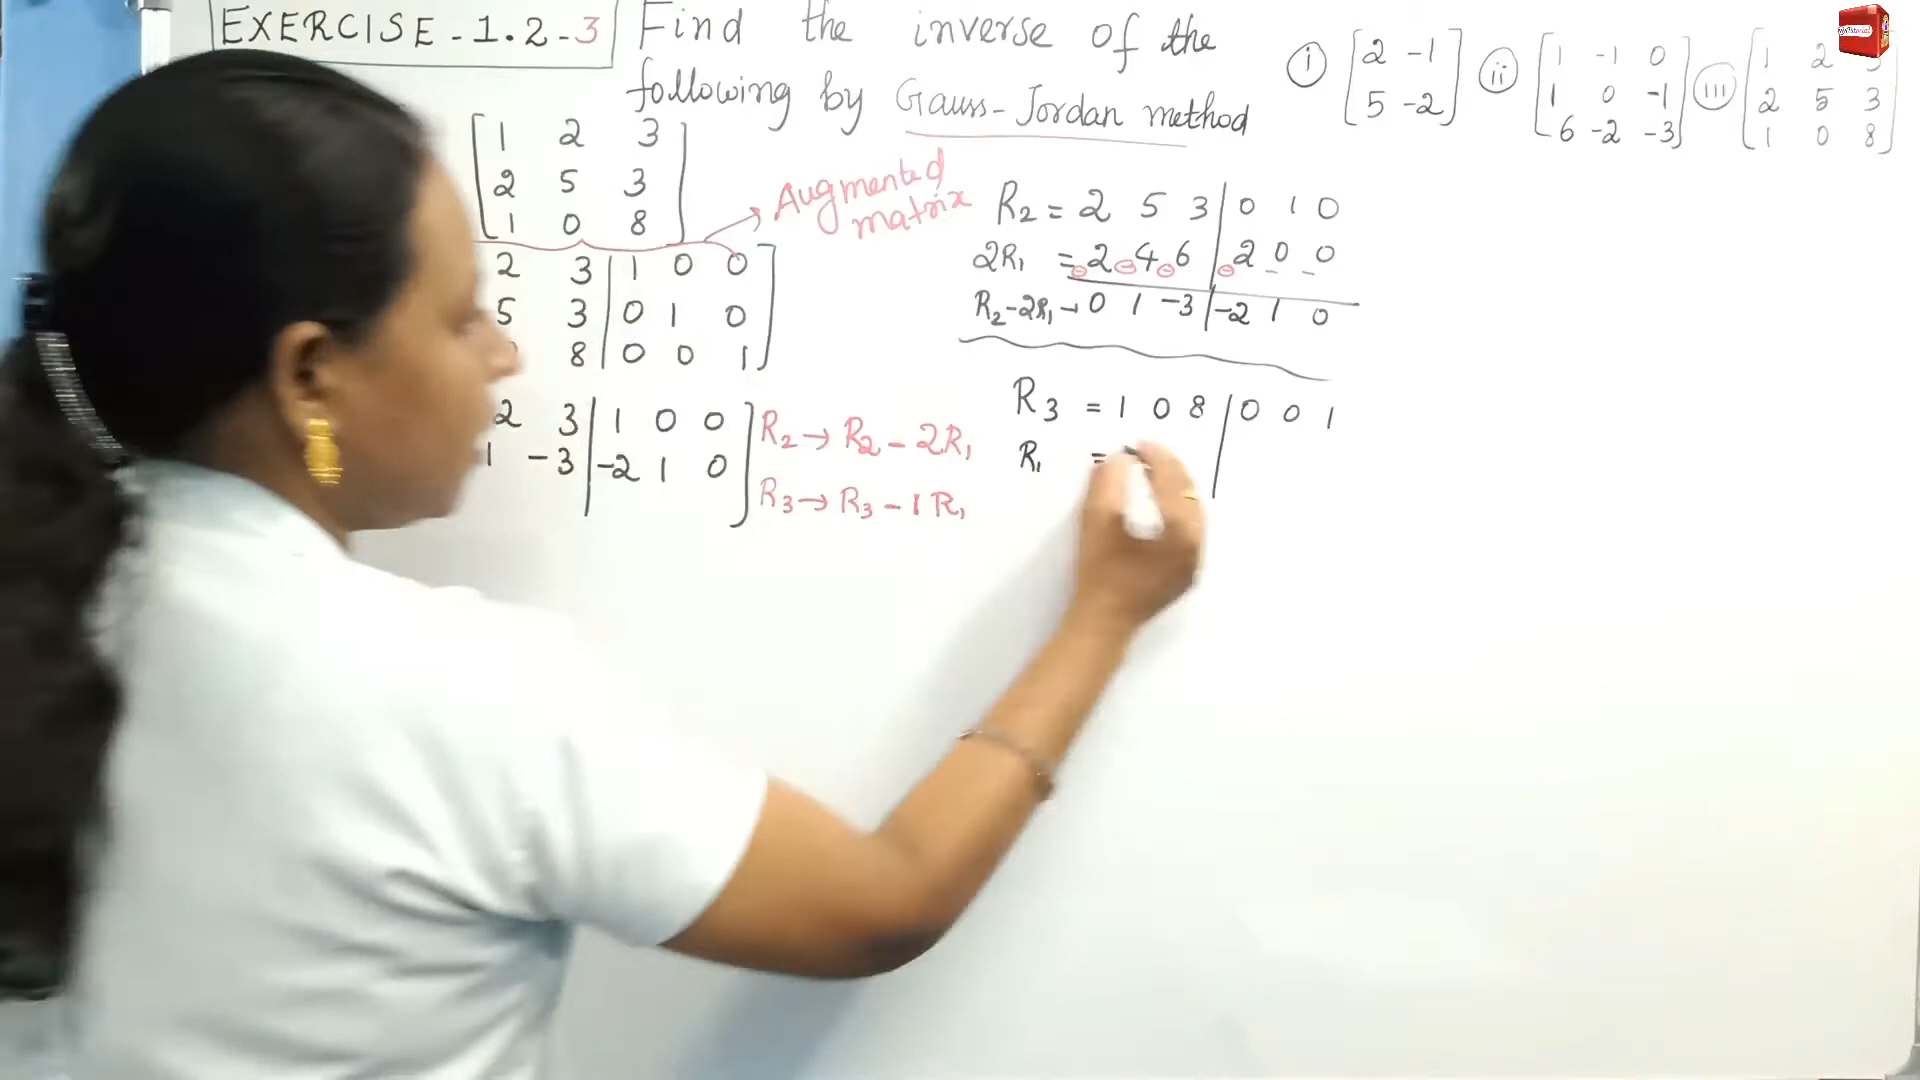 EXERCISE-1.2-3
Find the inverse of the
following by Gauss-Jordan method
i [2 -1
5 -2]
ii [1 -1 0
1 0 -1
6 -2 -3]
iii [1 2
2 5 3
1 0 8]
[1 2 3
2 5 3
1 0 8]
Augmented
matrix
2 3 | 1 0 0
5 3 | 0 1 0
8 | 0 0 1]
2 3 | 1 0 0
1 -3 | -2 1 0]
R₂ → R₂ - 2R₁
R₃ → R₃ - 1R₁
R₂ = 2 5 3 | 0 1 0
2R₁ = 2 4 6 | 2 0 0
R₂-2R₁ → 0 1 -3 | -2 1 0
R₃ = 1 0 8 | 0 0 1
R₁ =